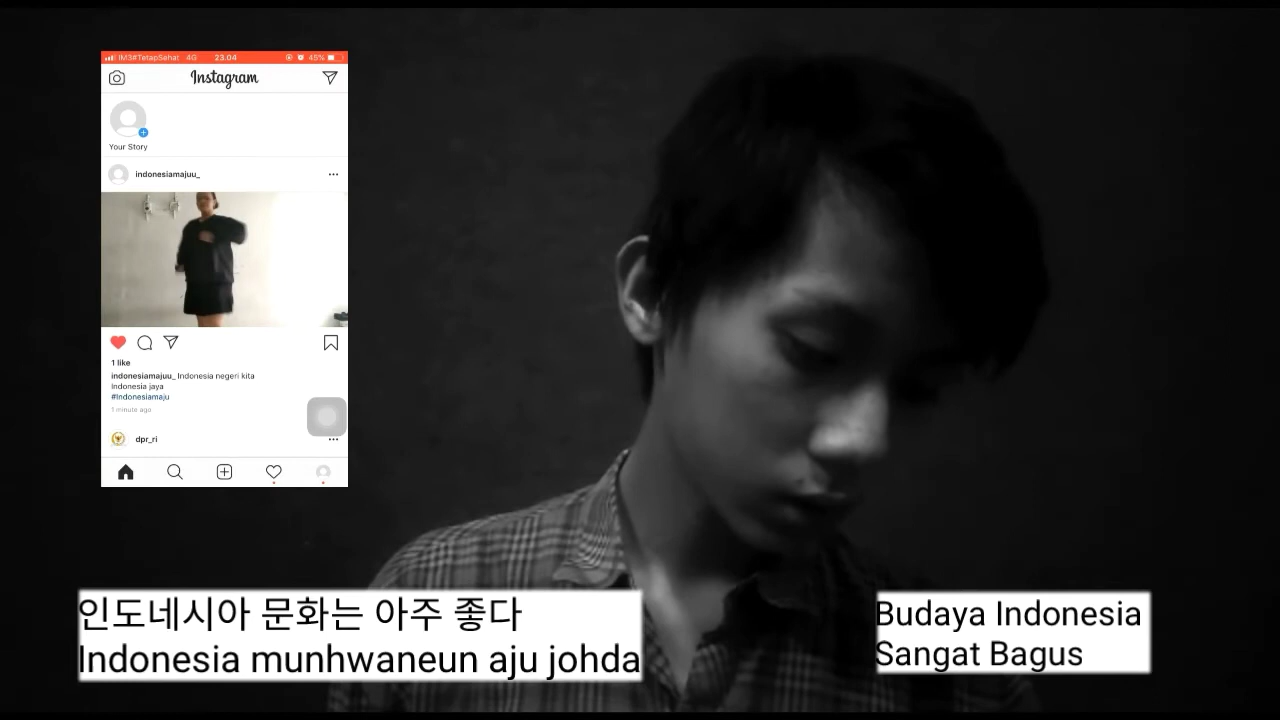 IM3#TetapSehat 4G 23.04 45%
Instagram
Your Story
indonesiamajuu_
1 like
indonesiamajuu_ Indonesia negeri kita
Indonesia jaya
#Indonesiamaju
1 minute ago
dpr_ri
인도네시아 문화는 아주 좋다
Indonesia munhwaneun aju johda
Budaya Indonesia
Sangat Bagus